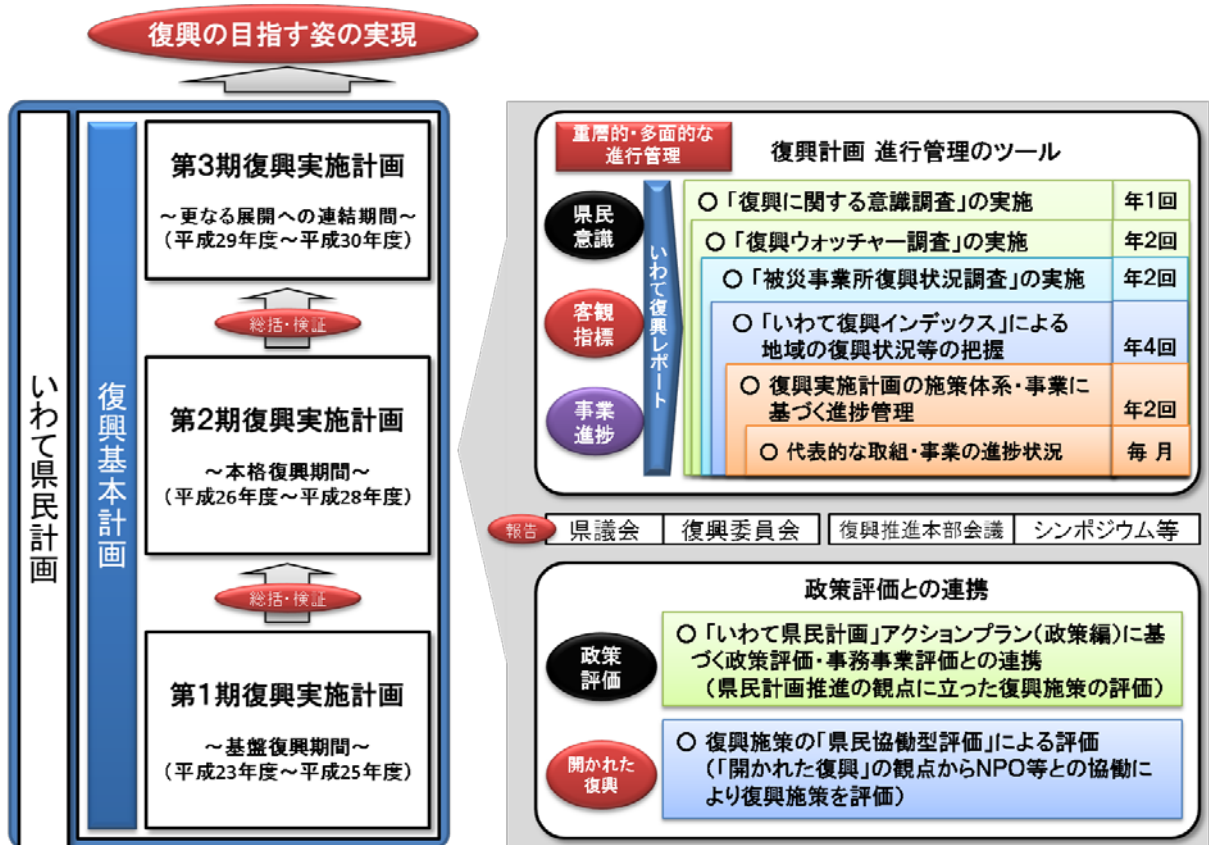 復興の目指す姿の実現
いわて県民計画
復興基本計画
第3期復興実施計画
～更なる展開への連結期間～
（平成29年度～平成30年度）
総括・検証
第2期復興実施計画
～本格復興期間～
（平成26年度～平成28年度）
総括・検証
第1期復興実施計画
～基盤復興期間～
（平成23年度～平成25年度）
重層的・多面的な
進行管理
復興計画 進行管理のツール
県民
意識
客観
指標
事業
進捗
いわて復興レポート
○「復興に関する意識調査」の実施 年1回
○「復興ウォッチャー調査」の実施 年2回
○「被災事業所復興状況調査」の実施 年2回
○「いわて復興インデックス」による
地域の復興状況等の把握 年4回
○ 復興実施計画の施策体系・事業に
基づく進捗管理 年2回
○ 代表的な取組・事業の進捗状況 毎 月
報告 県議会 復興委員会 復興推進本部会議 シンポジウム等
政策評価との連携
政策
評価
○「いわて県民計画」アクションプラン（政策編）に基
づく政策評価・事務事業評価との連携
（県民計画推進の観点に立った復興施策の評価）
開かれた
復興
○ 復興施策の「県民協働型評価」による評価
（「開かれた復興」の観点からNPO等との協働に
より復興施策を評価）